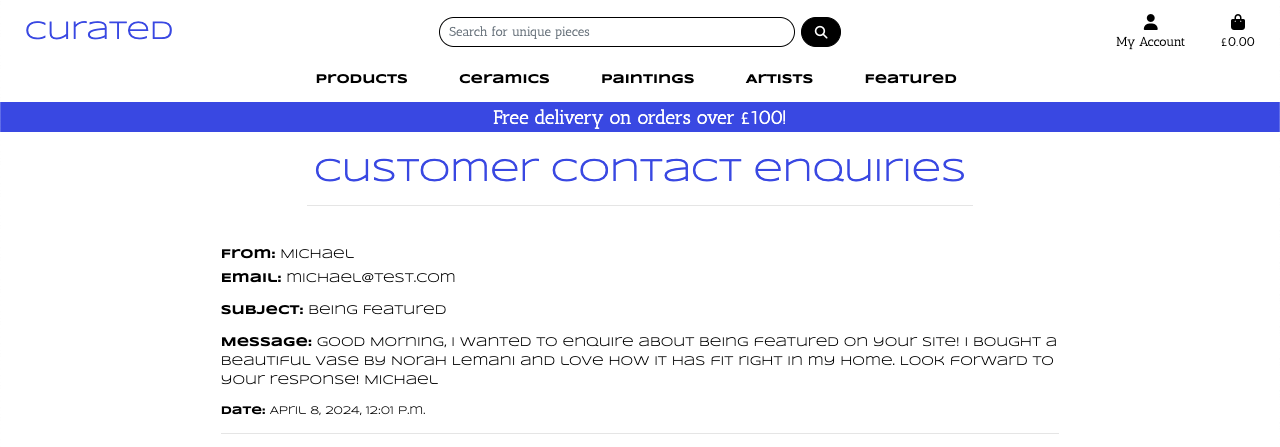 curated
Search for unique pieces
My Account
£0.00
Products
Ceramics
Paintings
Artists
Featured
Free delivery on orders over £100!
Customer Contact Enquiries
From: Michael
Email: michael@test.com
Subject: Being Featured
Message: Good Morning, I wanted to enquire about being featured on your site! I bought a
beautiful vase by Norah Lemani and love how it has fit right in my home. Look forward to
your response! Michael
Date: April 8, 2024, 12:01 p.m.